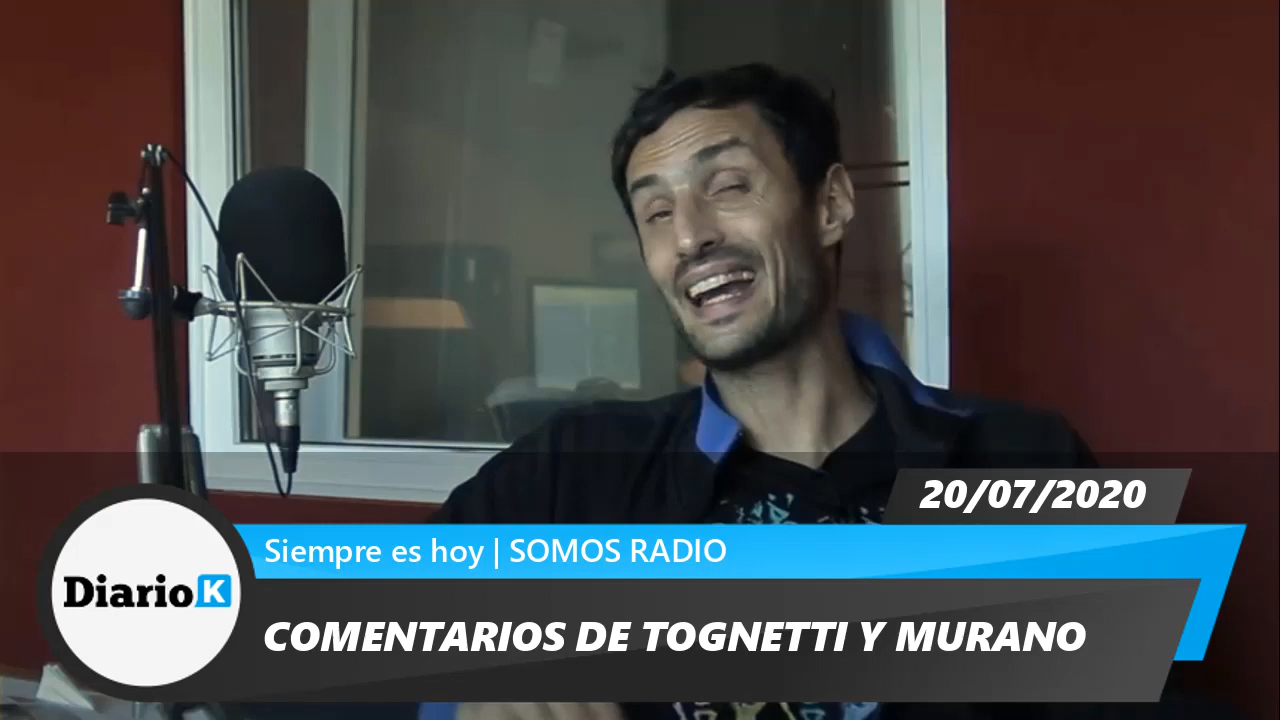 20/07/2020
Siempre es hoy | SOMOS RADIO
DiarioK
COMENTARIOS DE TOGNETTI Y MURANO